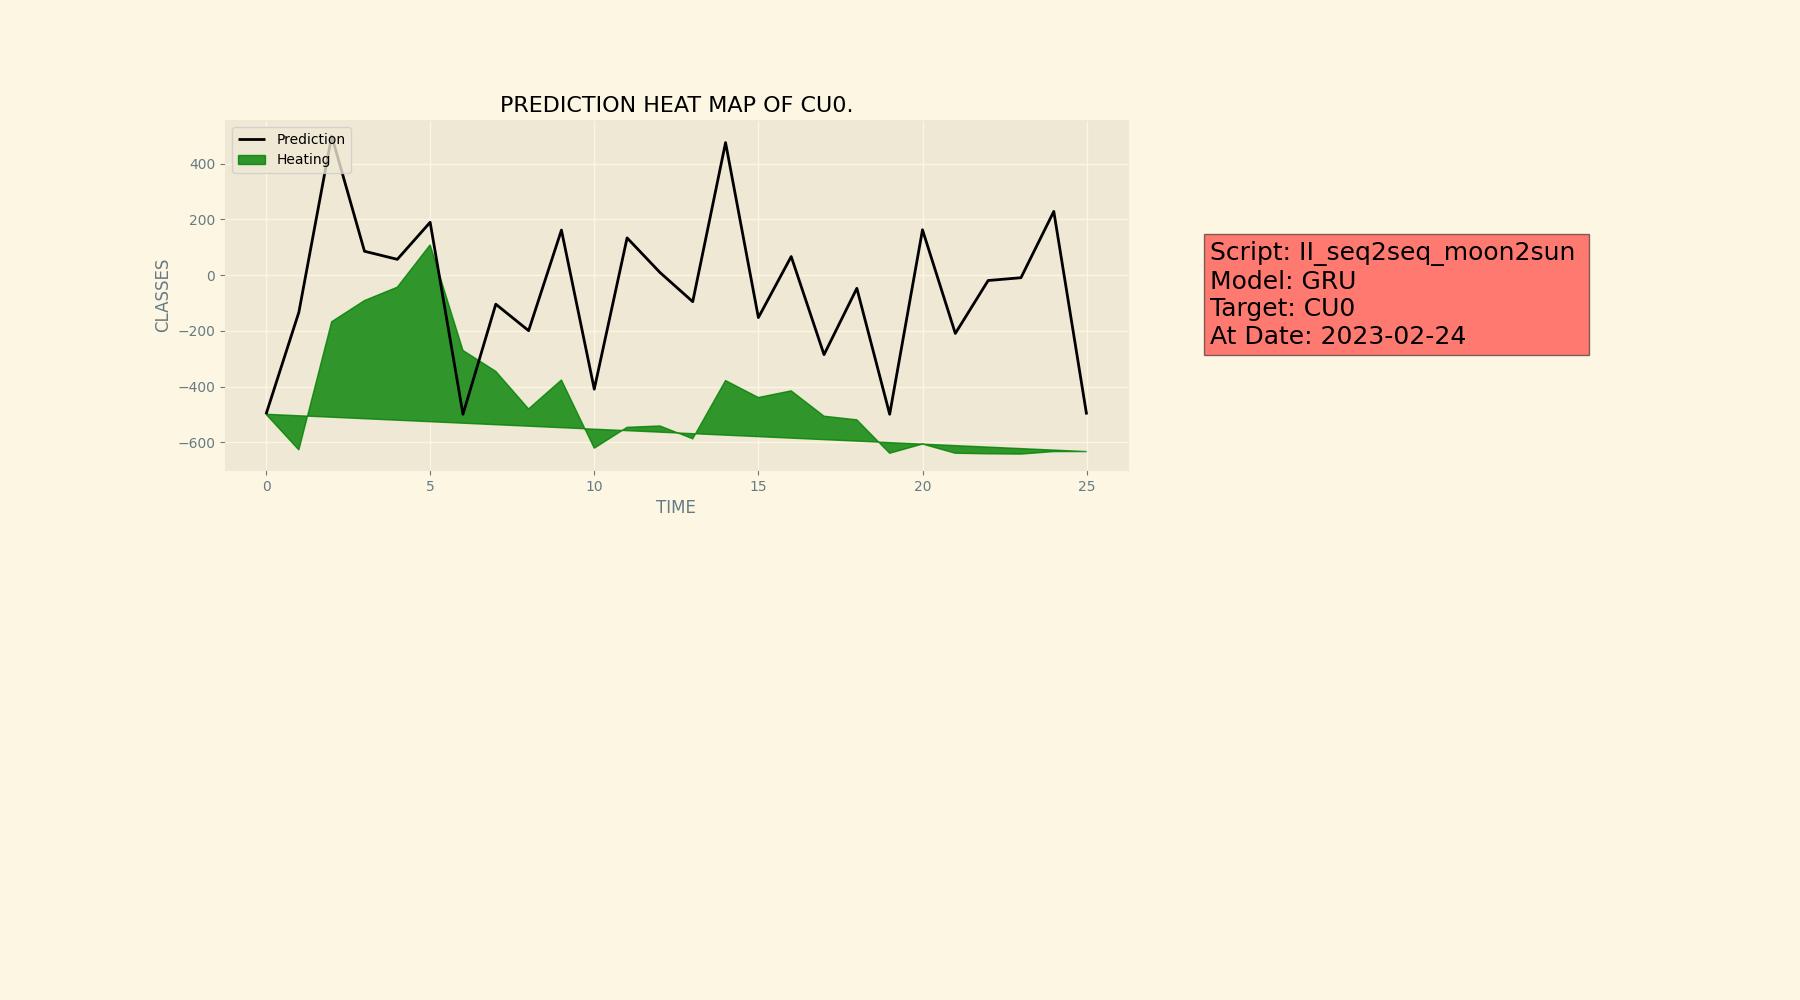 PREDICTION HEAT MAP OF CU0.
Prediction
Heating
400
200
0
−200
−400
−600
CLASSES
0 5 10 15 20 25
TIME
Script: II_seq2seq_moon2sun
Model: GRU
Target: CU0
At Date: 2023-02-24